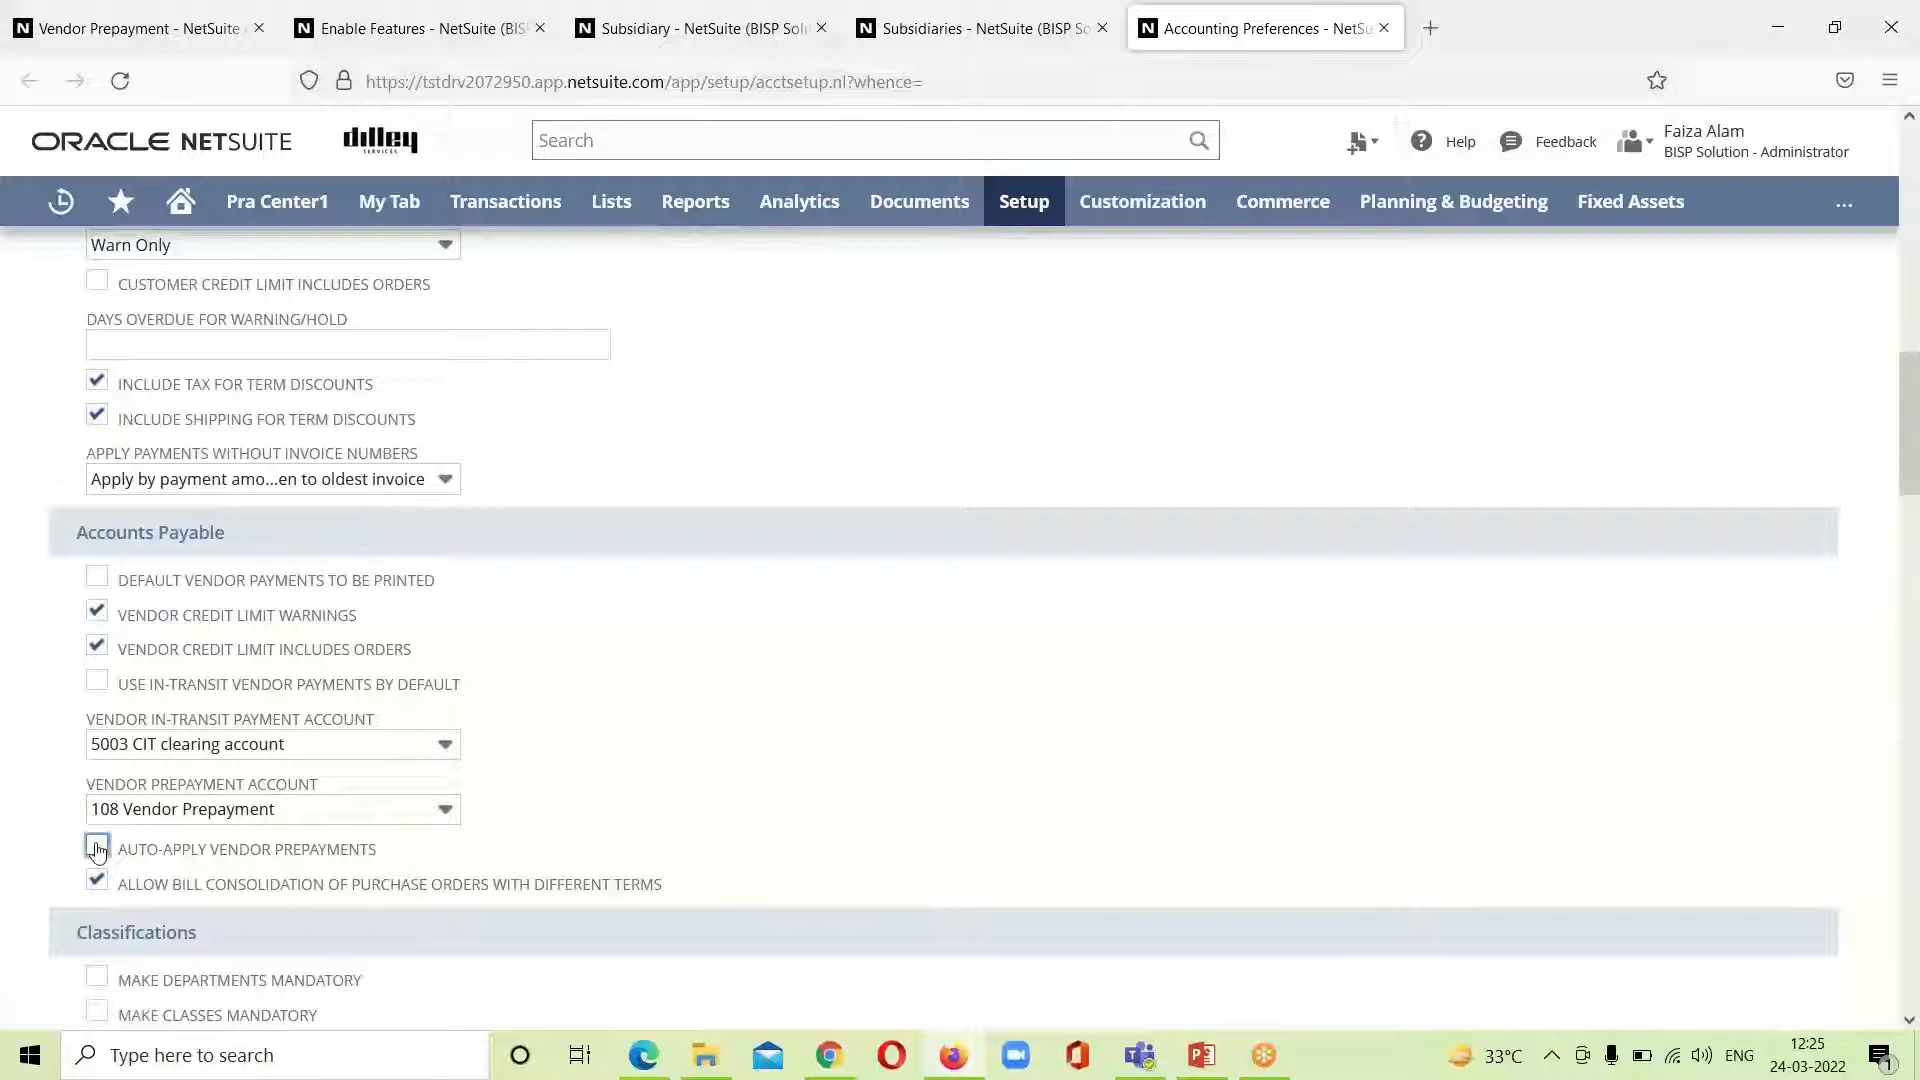 Vendor Prepayment - NetSuite
Enable Features - NetSuite (BIS
Subsidiary - NetSuite (BISP Solu
Subsidiaries - NetSuite (BISP So
Accounting Preferences - NetSu
https://tstdrv2072950.app.netsuite.com/app/setup/acctsetup.nl?whence=
ORACLE NETSUITE
dilley
SERVICES
Search
Help
Feedback
Faiza Alam
BISP Solution - Administrator
Pra Center1
My Tab
Transactions
Lists
Reports
Analytics
Documents
Setup
Customization
Commerce
Planning & Budgeting
Fixed Assets
...
Warn Only
CUSTOMER CREDIT LIMIT INCLUDES ORDERS
DAYS OVERDUE FOR WARNING/HOLD
INCLUDE TAX FOR TERM DISCOUNTS
INCLUDE SHIPPING FOR TERM DISCOUNTS
APPLY PAYMENTS WITHOUT INVOICE NUMBERS
Apply by payment amo...en to oldest invoice
Accounts Payable
DEFAULT VENDOR PAYMENTS TO BE PRINTED
VENDOR CREDIT LIMIT WARNINGS
VENDOR CREDIT LIMIT INCLUDES ORDERS
USE IN-TRANSIT VENDOR PAYMENTS BY DEFAULT
VENDOR IN-TRANSIT PAYMENT ACCOUNT
5003 CIT clearing account
VENDOR PREPAYMENT ACCOUNT
108 Vendor Prepayment
AUTO-APPLY VENDOR PREPAYMENTS
ALLOW BILL CONSOLIDATION OF PURCHASE ORDERS WITH DIFFERENT TERMS
Classifications
MAKE DEPARTMENTS MANDATORY
MAKE CLASSES MANDATORY
Type here to search
33°C
ENG
12:25
24-03-2022
1